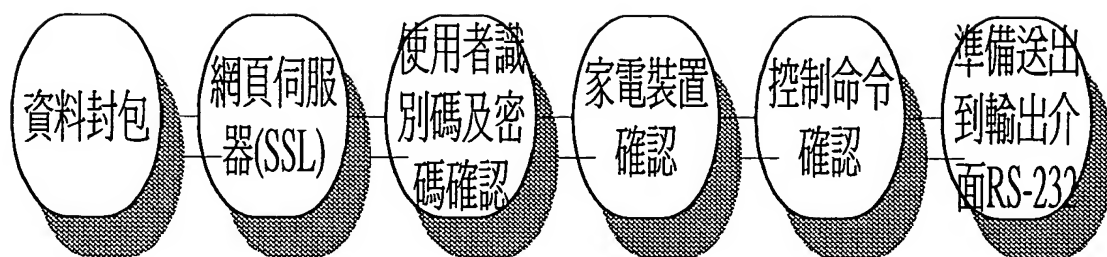 資料封包
網頁伺服
器(SSL)
使用者識
別碼及密
碼確認
家電裝置
確認
控制命令
確認
準備送出
到輸出介
面RS-232